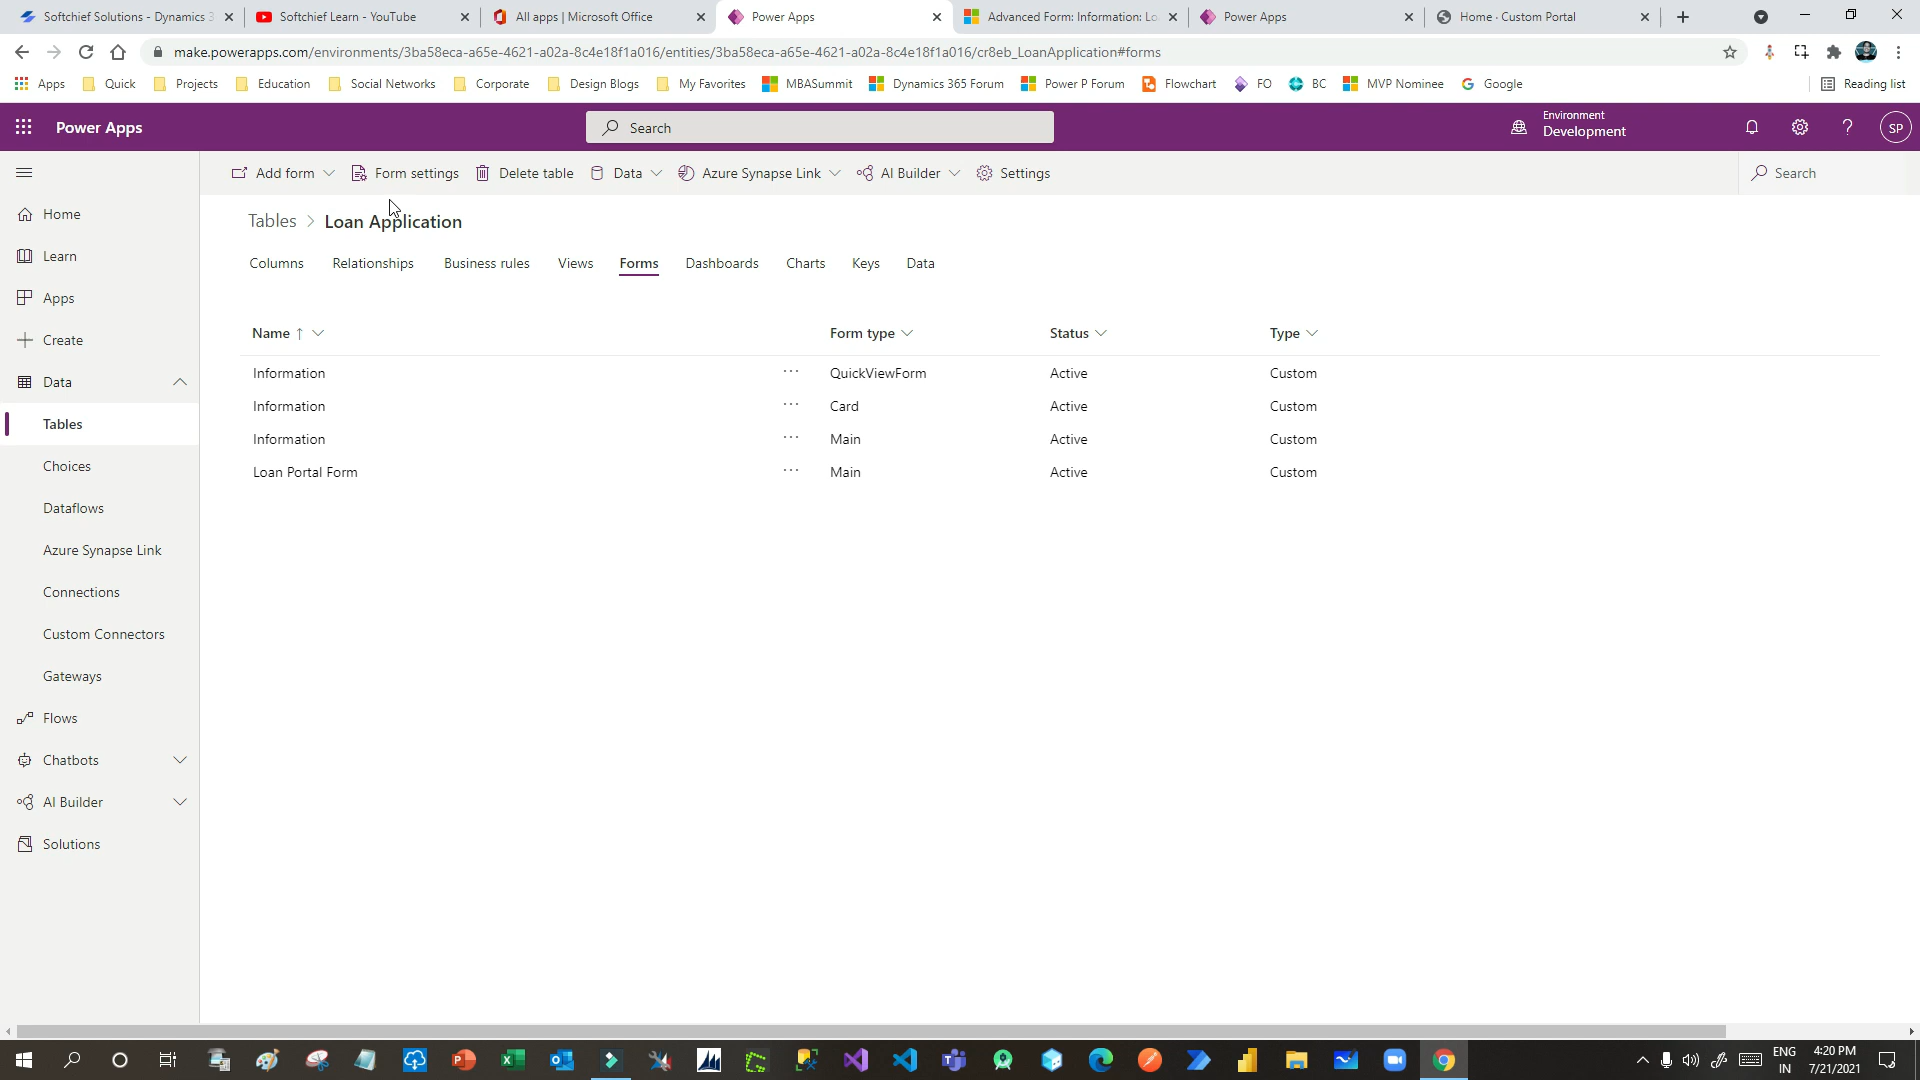 Softchief Solutions - Dynamics 3
Softchief Learn - YouTube
All apps | Microsoft Office
Power Apps
Advanced Form: Information: Lo
Power Apps
Home · Custom Portal
make.powerapps.com/environments/3ba58eca-a65e-4621-a02a-8c4e18f1a016/entities/3ba58eca-a65e-4621-a02a-8c4e18f1a016/cr8eb_LoanApplication#forms
Apps Quick Projects Education Social Networks Corporate Design Blogs My Favorites MBASummit Dynamics 365 Forum Power P Forum Flowchart FO BC MVP Nominee Google Reading list
Power Apps
Search
Environment
Development
SP
Add form Form settings Delete table Data Azure Synapse Link AI Builder Settings Search
Home
Learn
Apps
Create
Data
Tables
Choices
Dataflows
Azure Synapse Link
Connections
Custom Connectors
Gateways
Flows
Chatbots
AI Builder
Solutions
Tables > Loan Application
Columns Relationships Business rules Views Forms Dashboards Charts Keys Data
Name ↑ Form type Status Type
Information ··· QuickViewForm Active Custom
Information ··· Card Active Custom
Information ··· Main Active Custom
Loan Portal Form ··· Main Active Custom
ENG
IN
4:20 PM
7/21/2021